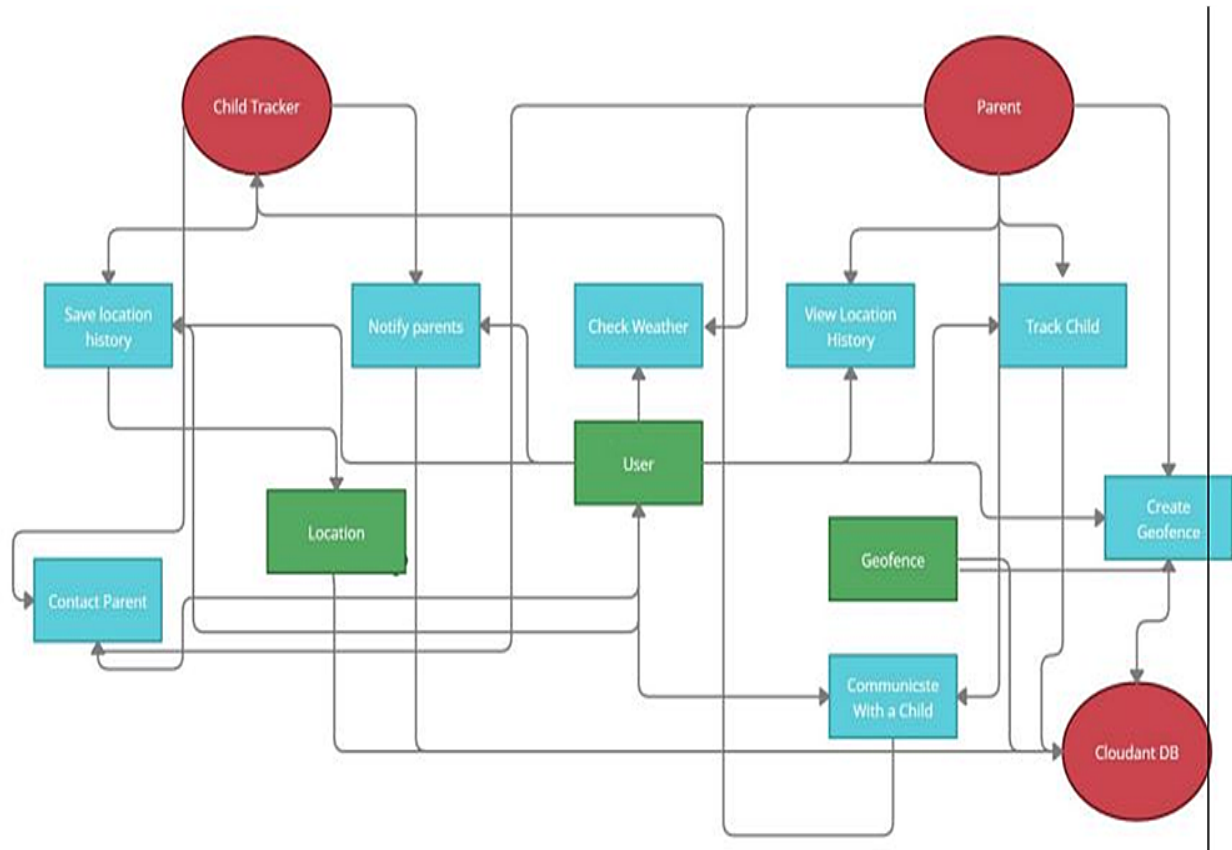 Child Tracker
Parent
Save location
history
Notify parents
Check Weather
View Location
History
Track Child
User
Location
Geofence
Create
Geofence
Contact Parent
Communicste
With a Child
Cloudant DB